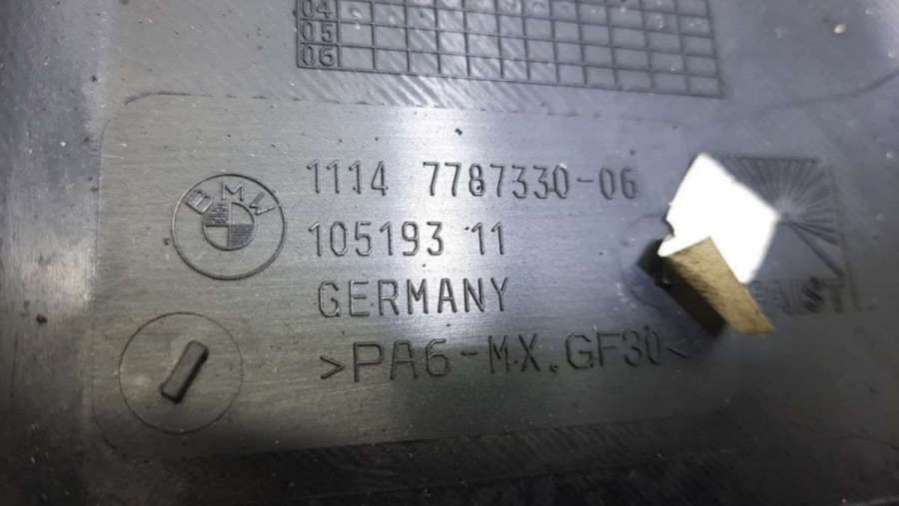 04
05
06
BMW
1114 7787330-06
105193 11
GERMANY
>PA6-MX.GF30<